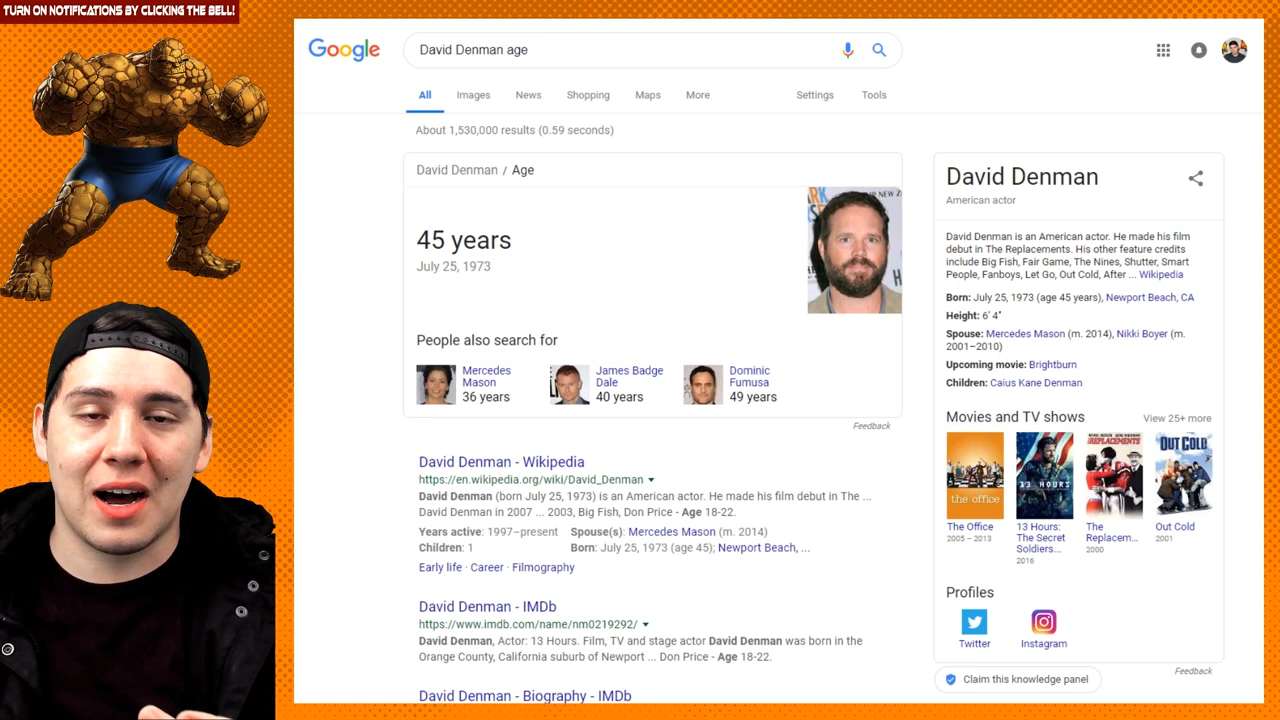 TURN ON NOTIFICATIONS BY CLICKING THE BELL!
Google
David Denman age
All Images News Shopping Maps More Settings Tools
About 1,530,000 results (0.59 seconds)
David Denman / Age
45 years
July 25, 1973
People also search for
Mercedes Mason
36 years
James Badge Dale
40 years
Dominic Fumusa
49 years
Feedback
David Denman - Wikipedia
https://en.wikipedia.org/wiki/David_Denman
David Denman (born July 25, 1973) is an American actor. He made his film debut in The ...
David Denman in 2007 ... 2003, Big Fish, Don Price - Age 18-22.
Years active: 1997–present Spouse(s): Mercedes Mason (m. 2014)
Children: 1 Born: July 25, 1973 (age 45); Newport Beach, ...
Early life · Career · Filmography
David Denman - IMDb
https://www.imdb.com/name/nm0219292/
David Denman, Actor: 13 Hours. Film, TV and stage actor David Denman was born in the
Orange County, California suburb of Newport ... Don Price - Age 18-22.
David Denman - Biography - IMDb
David Denman
American actor
David Denman is an American actor. He made his film
debut in The Replacements. His other feature credits
include Big Fish, Fair Game, The Nines, Shutter, Smart
People, Fanboys, Let Go, Out Cold, After ... Wikipedia
Born: July 25, 1973 (age 45 years), Newport Beach, CA
Height: 6′ 4″
Spouse: Mercedes Mason (m. 2014), Nikki Boyer (m.
2001–2010)
Upcoming movie: Brightburn
Children: Caius Kane Denman
Movies and TV shows View 25+ more
the office
13 HOURS
REPLACEMENTS
OUT COLD
The Office
2005 – 2013
13 Hours: The Secret Soldiers...
2016
The Replacem...
2000
Out Cold
2001
Profiles
Twitter
Instagram
Feedback
Claim this knowledge panel